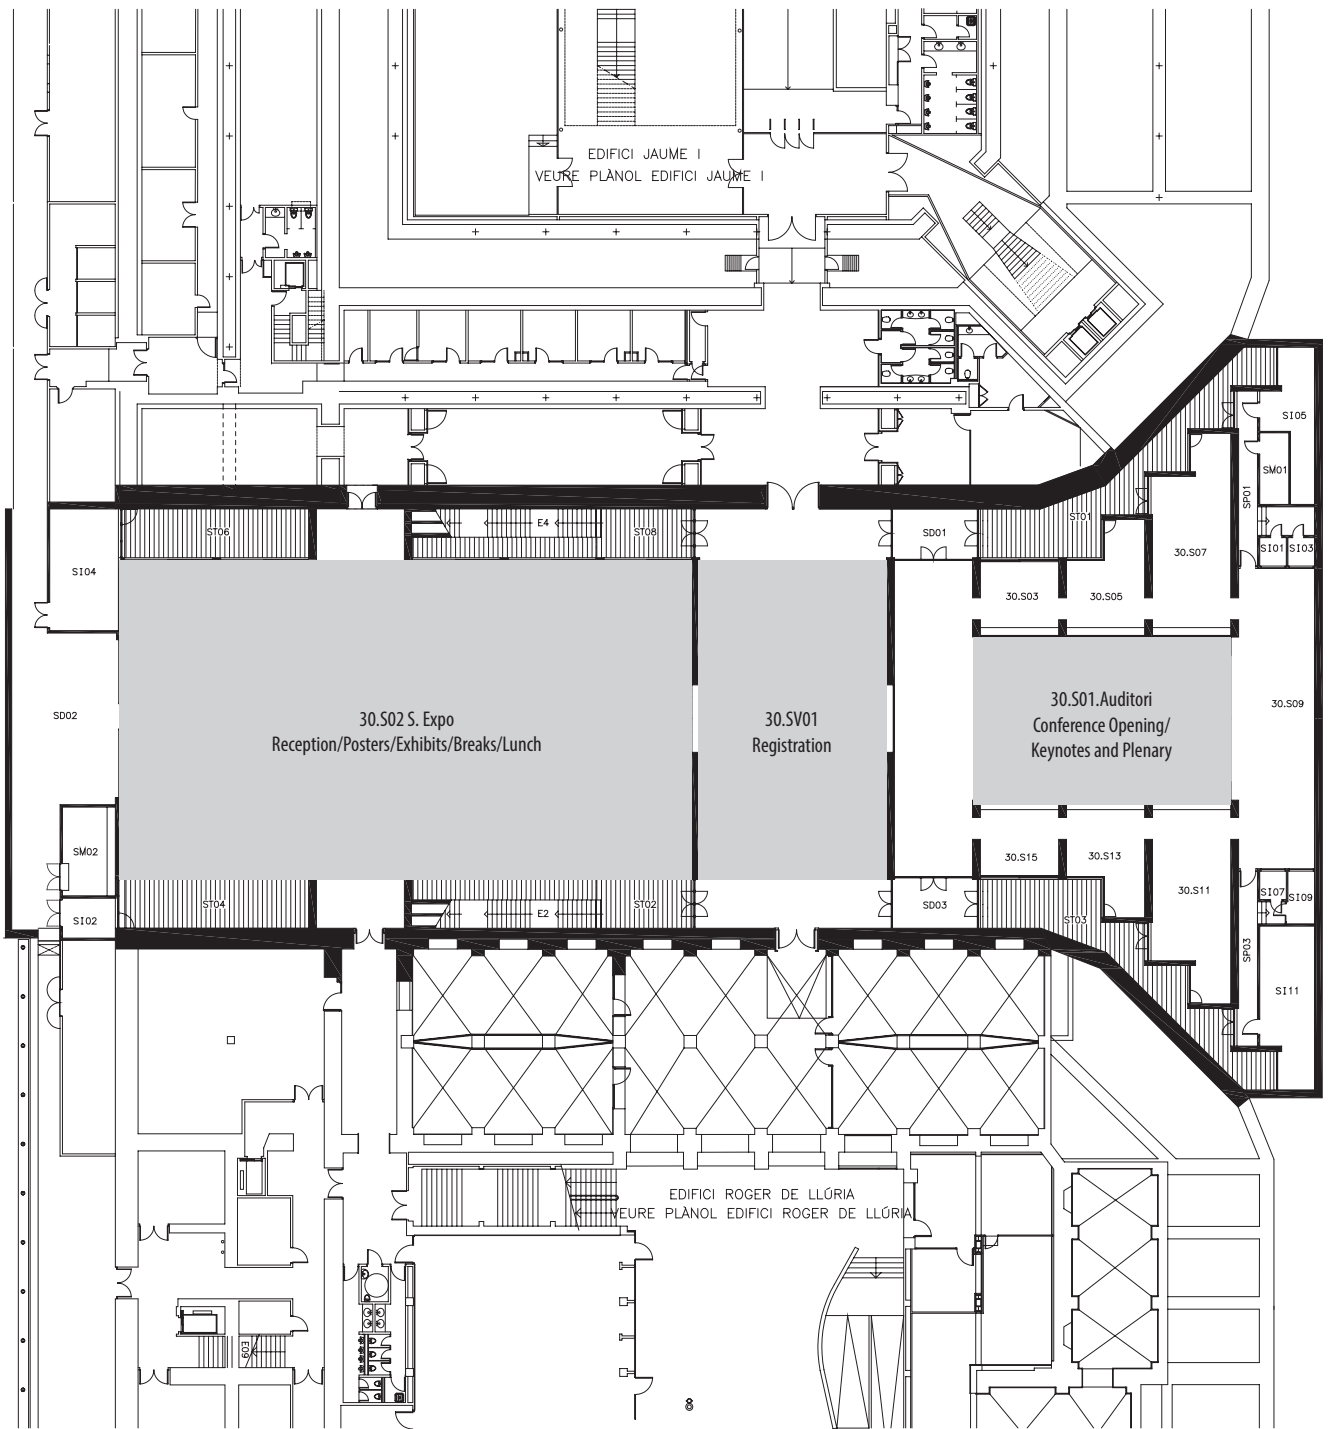 EDIFICI JAUME I
VEURE PLÀNOL EDIFICI JAUME I
SI05
SM01
SP01
ST01
E4
ST06
ST08
SD01
SI01
SI03
30.S07
SI04
30.S03
30.S05
30.S01.Auditori
Conference Opening/
Keynotes and Plenary
30.S09
SD02
30.S02 S. Expo
Reception/Posters/Exhibits/Breaks/Lunch
30.SV01
Registration
SM02
30.S15
30.S13
30.S11
SI07
SI09
ST04
ST02
SD03
E2
SI02
ST03
SP03
SI11
EDIFICI ROGER DE LLÚRIA
VEURE PLÀNOL EDIFICI ROGER DE LLÚRIA
E09